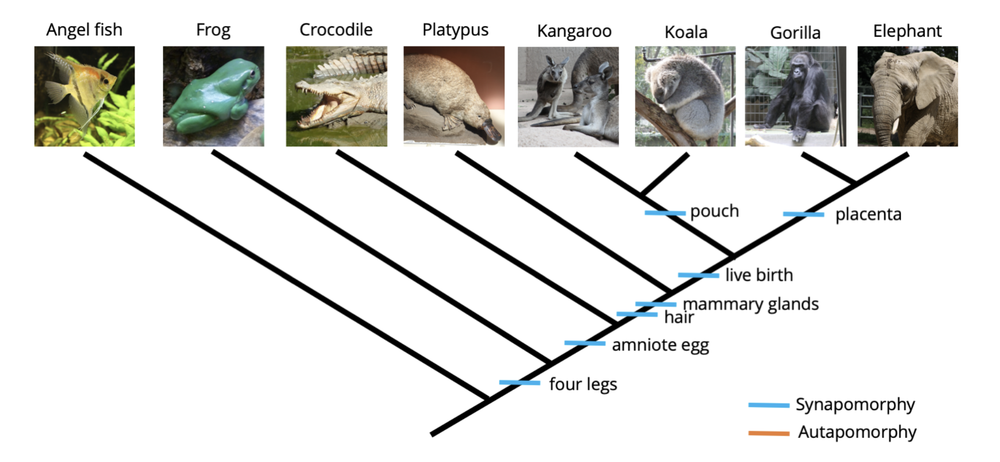 Angel fish
Frog
Crocodile
Platypus
Kangaroo
Koala
Gorilla
Elephant
pouch
placenta
live birth
mammary glands
hair
amniote egg
four legs
Synapomorphy
Autapomorphy